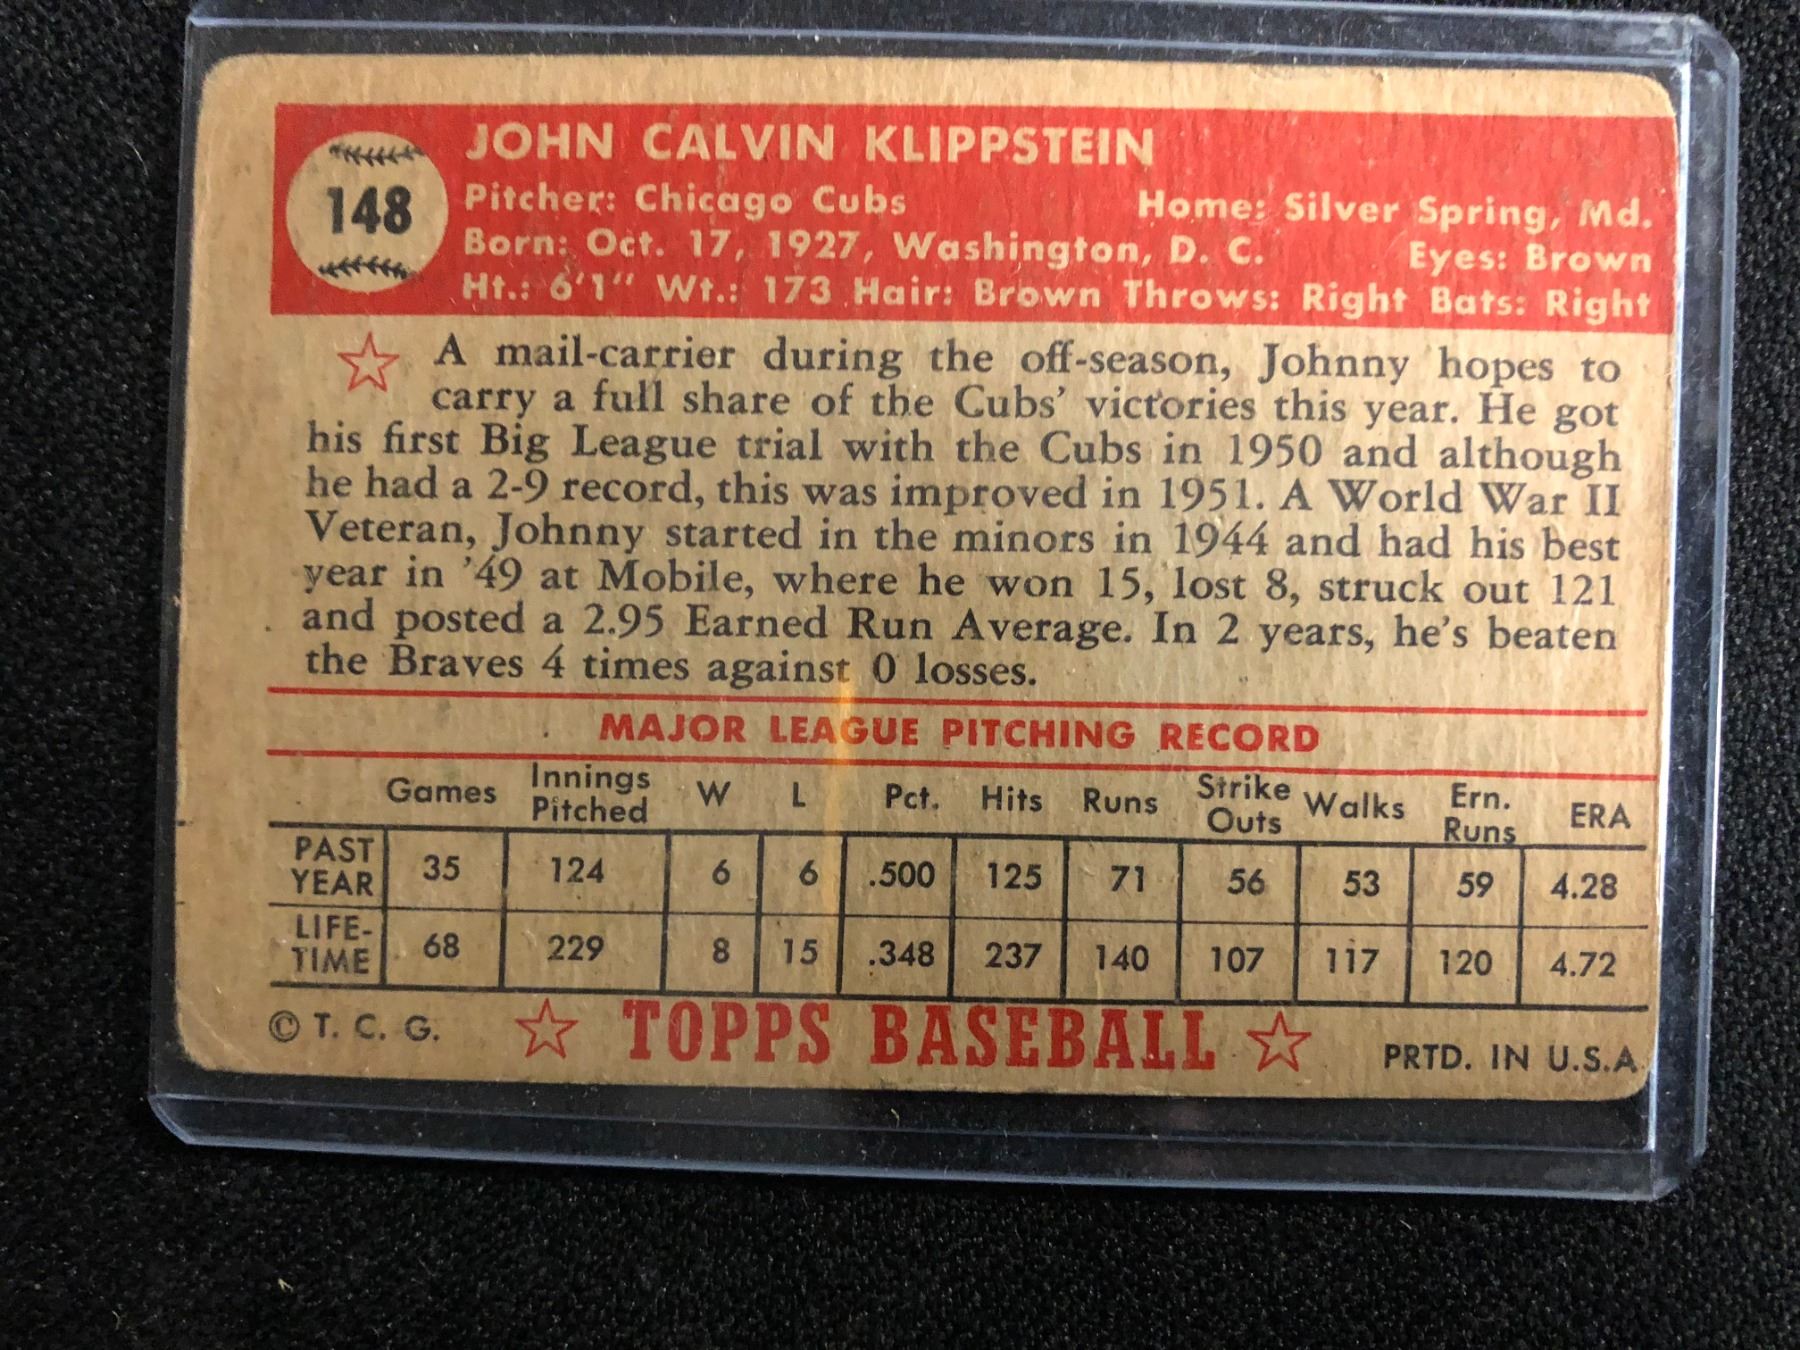 148
JOHN CALVIN KLIPPSTEIN
Pitcher: Chicago Cubs Home: Silver Spring, Md.
Born: Oct. 17, 1927, Washington, D. C. Eyes: Brown
Ht.: 6'1" Wt.: 173 Hair: Brown Throws: Right Bats: Right
A mail-carrier during the off-season, Johnny hopes to
carry a full share of the Cubs' victories this year. He got
his first Big League trial with the Cubs in 1950 and although
he had a 2-9 record, this was improved in 1951. A World War II
Veteran, Johnny started in the minors in 1944 and had his best
year in '49 at Mobile, where he won 15, lost 8, struck out 121
and posted a 2.95 Earned Run Average. In 2 years, he's beaten
the Braves 4 times against 0 losses.
MAJOR LEAGUE PITCHING RECORD
Games Innings Pitched W L Pct. Hits Runs Strike Outs Walks Ern. Runs ERA
PAST YEAR 35 124 6 6 .500 125 71 56 53 59 4.28
LIFE-TIME 68 229 8 15 .348 237 140 107 117 120 4.72
© T. C. G. TOPPS BASEBALL PRTD. IN U.S.A.